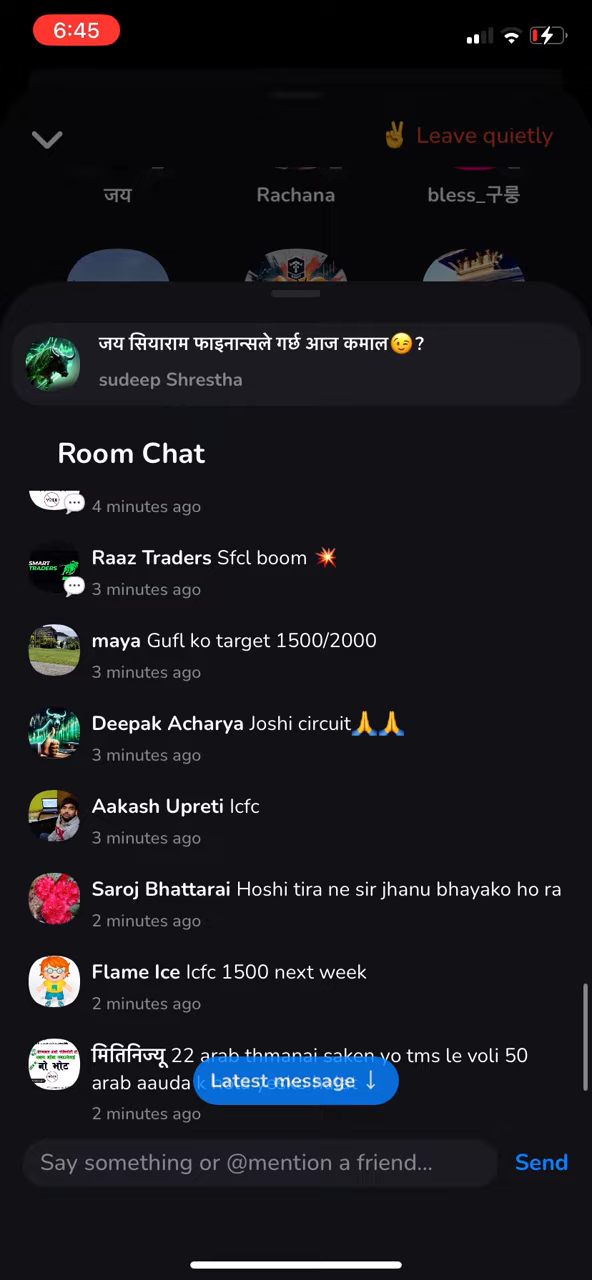 6:45
✌️ Leave quietly
जय
Rachana
bless_구룽
जय सियाराम फाइनान्सले गर्छ आज कमाल😉?
sudeep Shrestha
Room Chat
4 minutes ago
Raaz Traders Sfcl boom 💥
3 minutes ago
SMART
TRADERS
maya Gufl ko target 1500/2000
3 minutes ago
Deepak Acharya Joshi circuit🙏🙏
3 minutes ago
Aakash Upreti Icfc
3 minutes ago
Saroj Bhattarai Hoshi tira ne sir jhanu bhayako ho ra
2 minutes ago
Flame Ice Icfc 1500 next week
2 minutes ago
मितिनिज्यू 22 arab thmanai saken yo tms le voli 50
arab aauda
Latest message ↓
2 minutes ago
नो भोट
Say something or @mention a friend...
Send